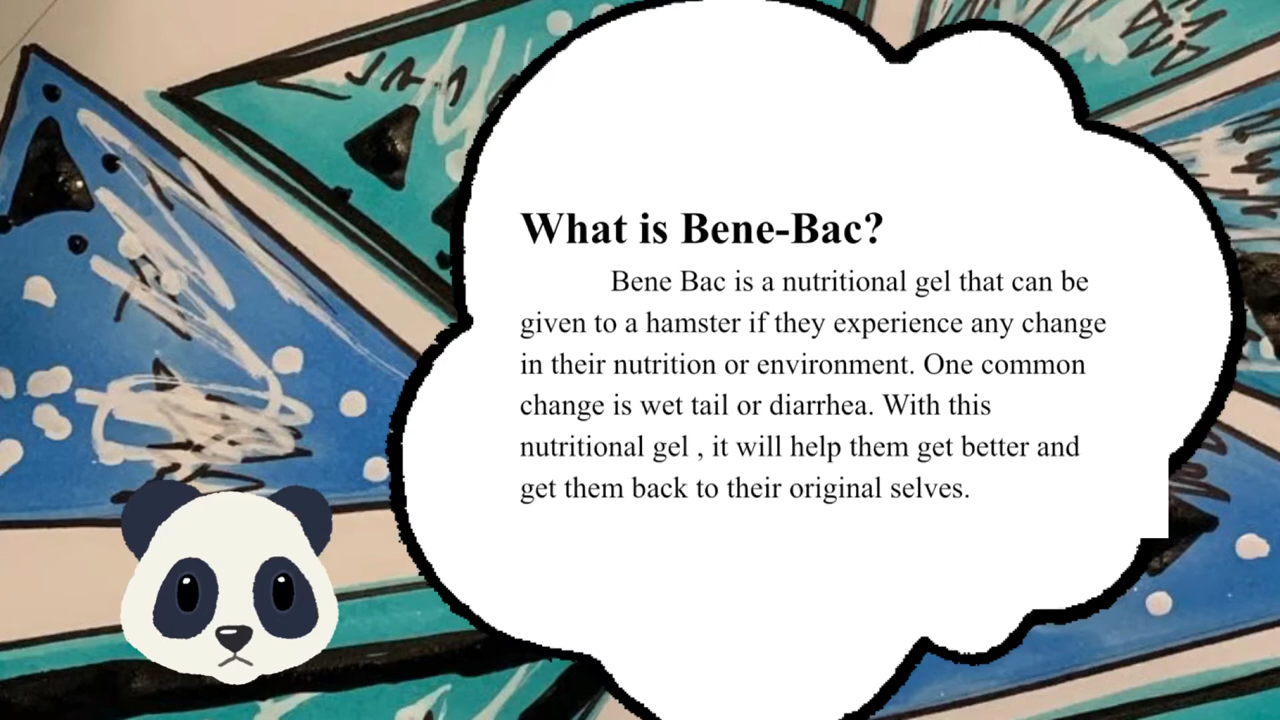 What is Bene-Bac?
Bene Bac is a nutritional gel that can be
given to a hamster if they experience any change
in their nutrition or environment. One common
change is wet tail or diarrhea. With this
nutritional gel , it will help them get better and
get them back to their original selves.